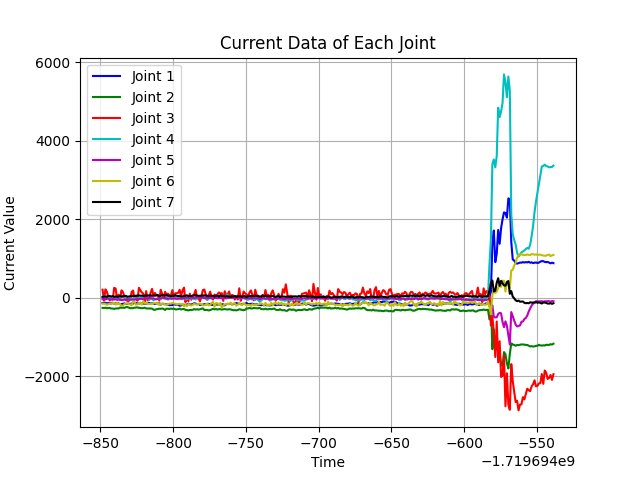 Current Data of Each Joint
6000
4000
2000
0
−2000
Current Value
Joint 1
Joint 2
Joint 3
Joint 4
Joint 5
Joint 6
Joint 7
−850
−800
−750
−700
−650
−600
−550
Time
−1.719694e9